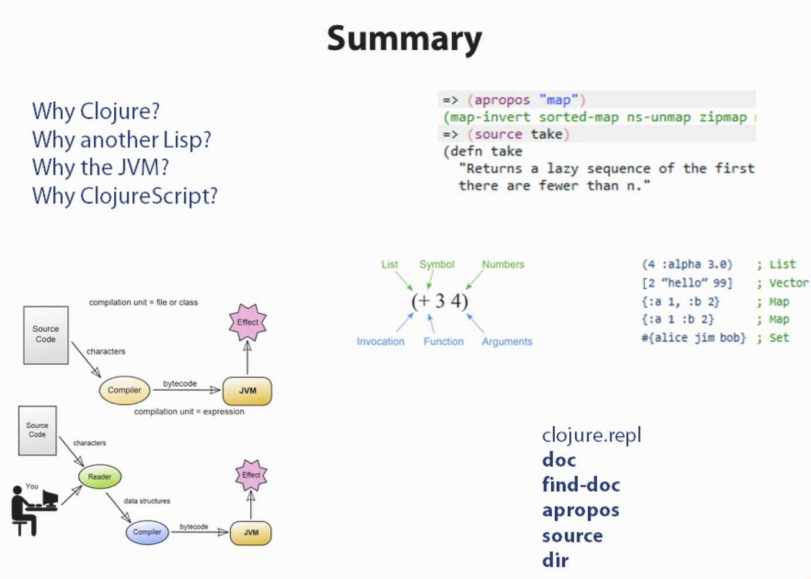 Summary
Why Clojure?
Why another Lisp?
Why the JVM?
Why ClojureScript?
=> (apropos "map")
(map-invert sorted-map ns-unmap zipmap
=> (source take)
(defn take
"Returns a lazy sequence of the first
there are fewer than n."
List Symbol Numbers
(+ 3 4)
Invocation Function Arguments
(4 :alpha 3.0) ; List
[2 “hello” 99] ; Vector
{:a 1, :b 2} ; Map
{:a 1 :b 2} ; Map
#{alice jim bob} ; Set
compilation unit = file or class
Source
Code
characters
Compiler
bytecode
JVM
Effect
compilation unit = expression
Source
Code
characters
You
Reader
data structures
Compiler
bytecode
JVM
Effect
clojure.repl
doc
find-doc
apropos
source
dir